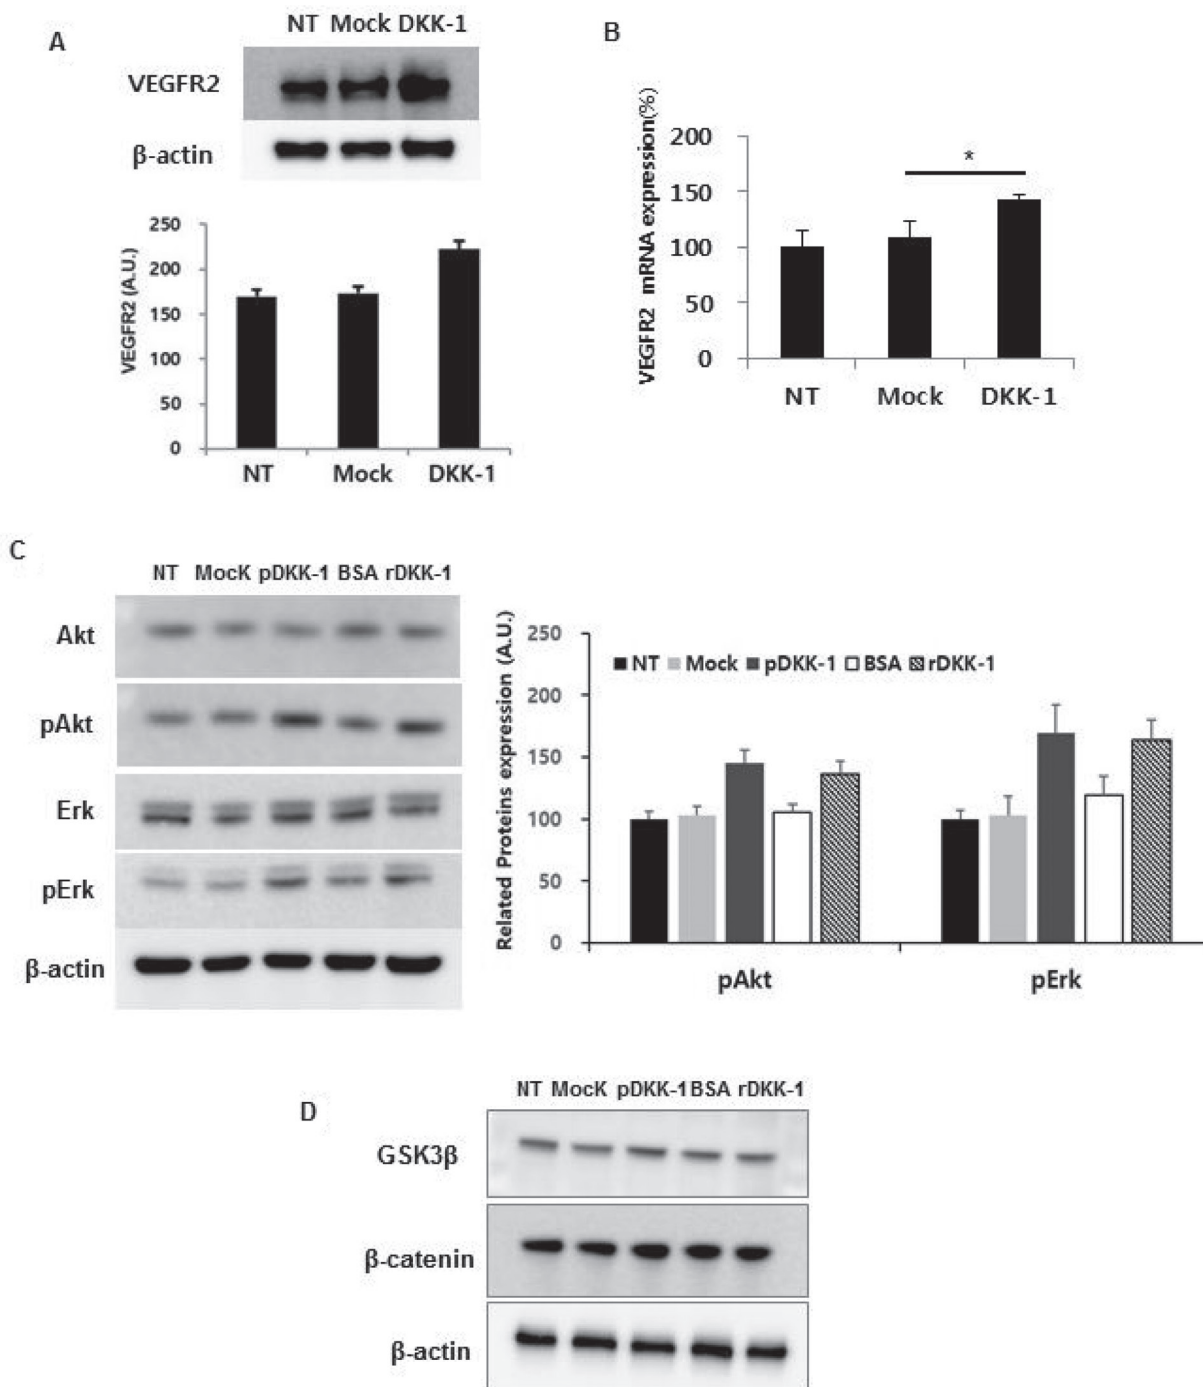 A
NT Mock DKK-1
VEGFR2
β-actin
VEGFR2 (A.U.)
250
200
150
100
50
0
NT Mock DKK-1
B
VEGFR2 mRNA expression(%)
200
150
100
50
0
*
NT Mock DKK-1
C
NT MocK pDKK-1 BSA rDKK-1
Akt
pAkt
Erk
pErk
β-actin
Related Proteins expression (A.U.)
250
200
150
100
50
0
NT Mock pDKK-1 BSA rDKK-1
pAkt pErk
D
NT MocK pDKK-1 BSA rDKK-1
GSK3β
β-catenin
β-actin